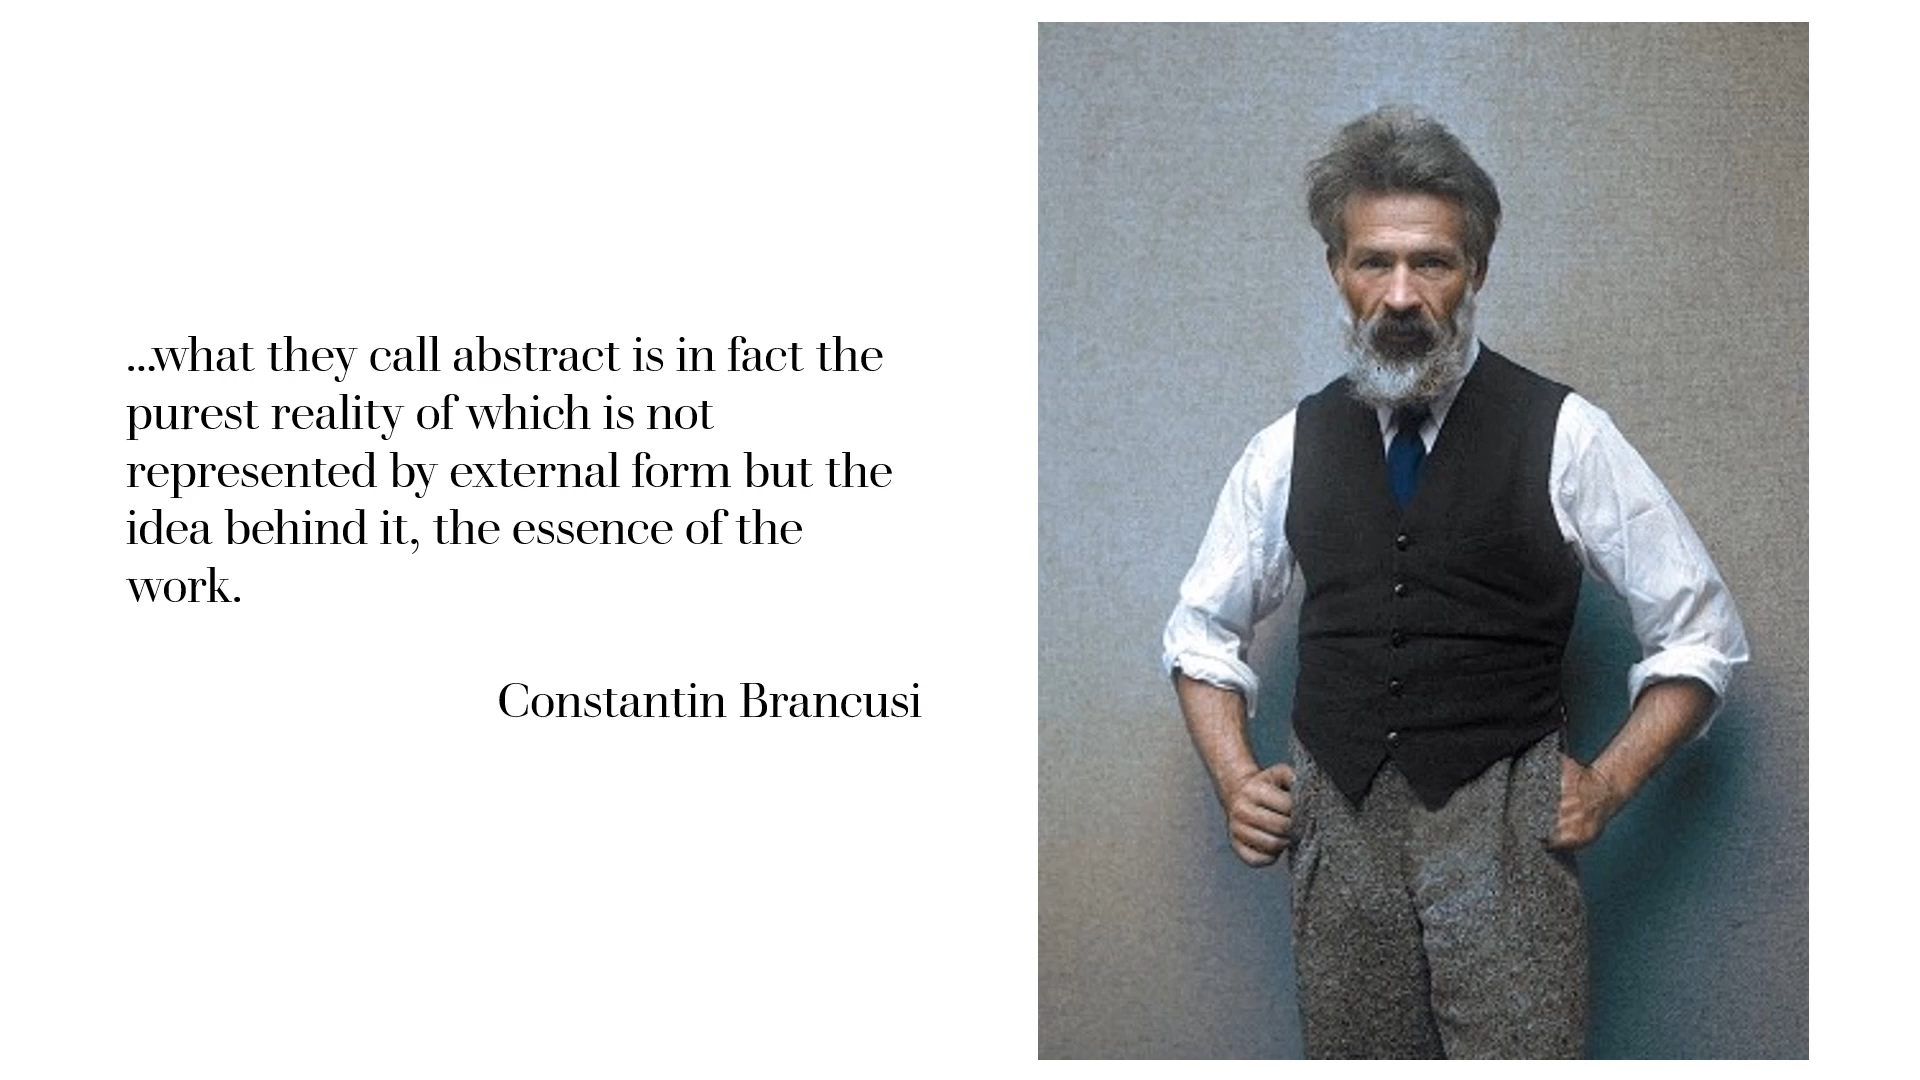 ...what they call abstract is in fact the
purest reality of which is not
represented by external form but the
idea behind it, the essence of the
work.
Constantin Brancusi